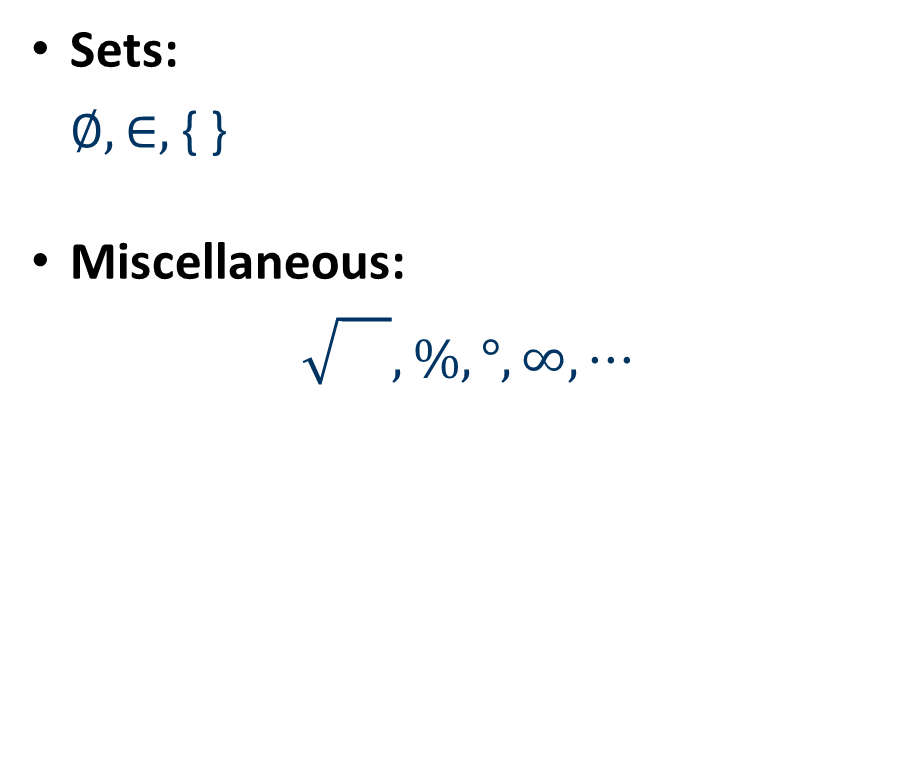 • Sets:
∅, ∈, { }
• Miscellaneous:
√ , %, °, ∞, ⋯